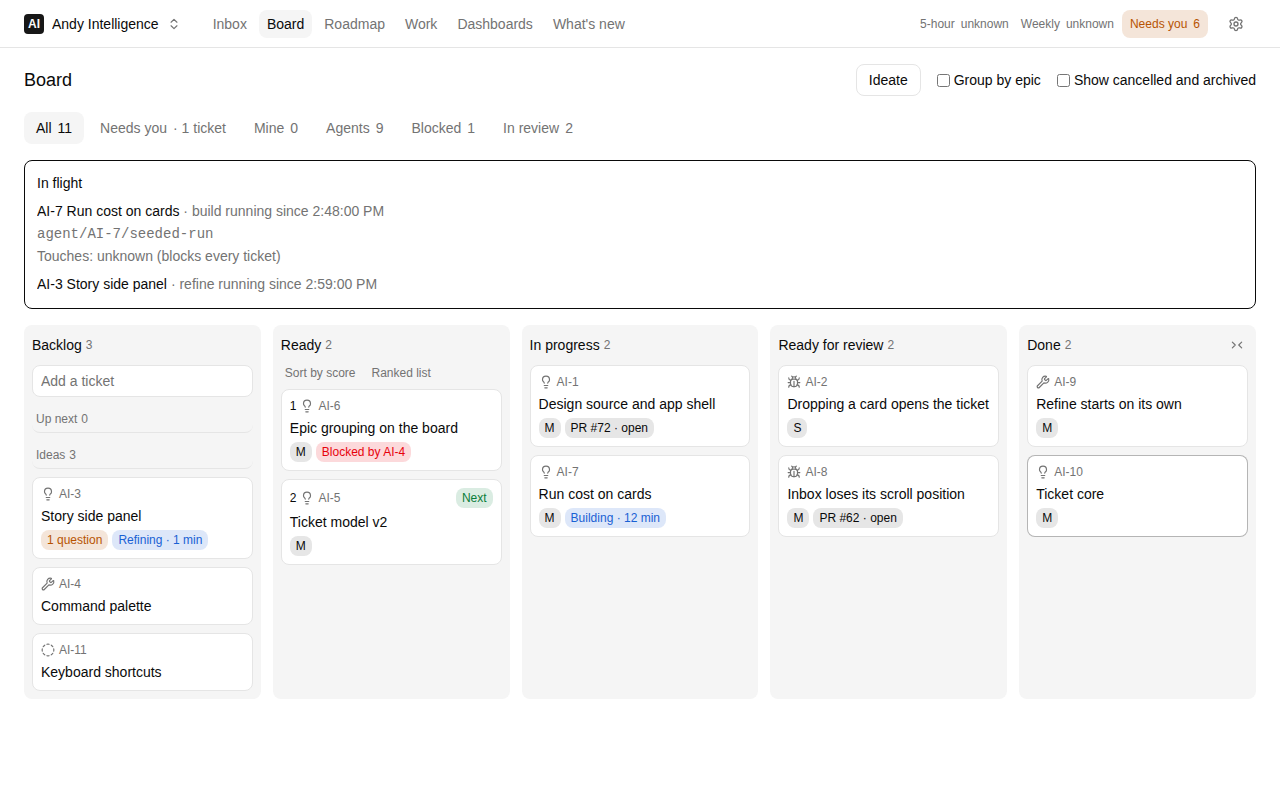 AI Andy Intelligence Inbox Board Roadmap Work Dashboards What's new 5-hour unknown Weekly unknown Needs you 6
Board Ideate Group by epic Show cancelled and archived
All 11 Needs you · 1 ticket Mine 0 Agents 9 Blocked 1 In review 2
In flight
AI-7 Run cost on cards · build running since 2:48:00 PM
agent/AI-7/seeded-run
Touches: unknown (blocks every ticket)
AI-3 Story side panel · refine running since 2:59:00 PM
Backlog 3
Add a ticket
Up next 0
Ideas 3
AI-3
Story side panel
1 question Refining · 1 min
AI-4
Command palette
AI-11
Keyboard shortcuts
Ready 2
Sort by score Ranked list
1 AI-6
Epic grouping on the board
M Blocked by AI-4
2 AI-5 Next
Ticket model v2
M
In progress 2
AI-1
Design source and app shell
M PR #72 · open
AI-7
Run cost on cards
M Building · 12 min
Ready for review 2
AI-2
Dropping a card opens the ticket
S
AI-8
Inbox loses its scroll position
M PR #62 · open
Done 2
AI-9
Refine starts on its own
M
AI-10
Ticket core
M